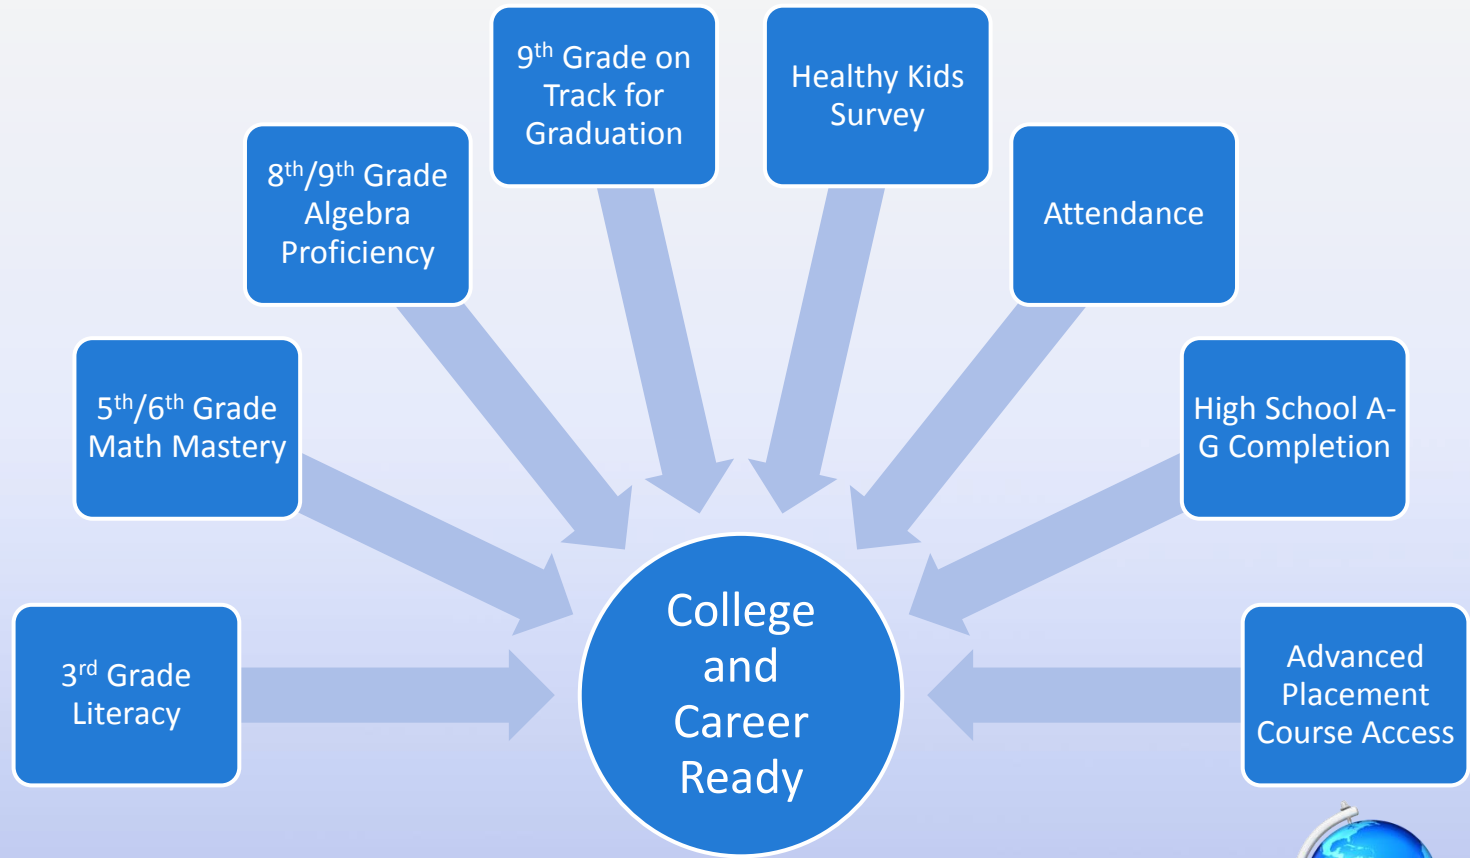 9th Grade on
Track for
Graduation
Healthy Kids
Survey
8th/9th Grade
Algebra
Proficiency
Attendance
5th/6th Grade
Math Mastery
High School A-
G Completion
3rd Grade
Literacy
College
and
Career
Ready
Advanced
Placement
Course Access